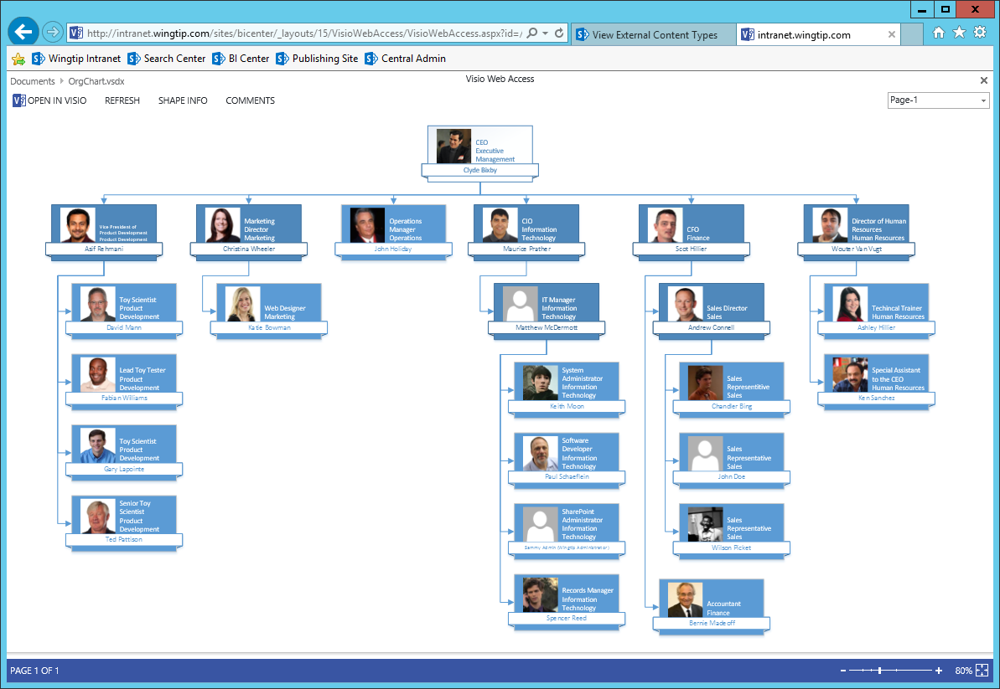 http://intranet.wingtip.com/sites/bicenter/_layouts/15/VisioWebAccess/VisioWebAccess.aspx?id=/
View External Content Types
intranet.wingtip.com
Wingtip Intranet
Search Center
BI Center
Publishing Site
Central Admin
Documents
OrgChart.vsdx
Visio Web Access
OPEN IN VISIO
REFRESH
SHAPE INFO
COMMENTS
Page-1
CEO
Executive
Management
Clyde Bixby
Vice President of
Product Development
Product Development
Asif Rehmani
Marketing
Director
Marketing
Christina Wheeler
Operations
Manager
Operations
John Holiday
CIO
Information
Technology
Maurice Prather
CFO
Finance
Scot Hillier
Director of Human
Resources
Human Resources
Wouter Van Vugt
Toy Scientist
Product
Development
David Mann
Web Designer
Marketing
Katie Bowman
IT Manager
Information
Technology
Matthew McDermott
Sales Director
Sales
Andrew Connell
Techincal Trainer
Human Resources
Ashley Hillier
Lead Toy Tester
Product
Development
Fabian Williams
System
Administrator
Information
Technology
Keith Moon
Sales
Representitive
Sales
Chandler Bing
Special Assistant
to the CEO
Human Resources
Ken Sanchez
Toy Scientist
Product
Development
Gary Lapointe
Software
Developer
Information
Technology
Paul Schaeflein
Sales
Representative
Sales
John Doe
Senior Toy
Scientist
Product
Development
Ted Pattison
SharePoint
Administrator
Information
Technology
Sammy Admin (Wingtip Administrator)
Sales
Representative
Sales
Wilson Picket
Records Manager
Information
Technology
Spencer Reed
Accountant
Finance
Bernie Madeoff
PAGE 1 OF 1
80%